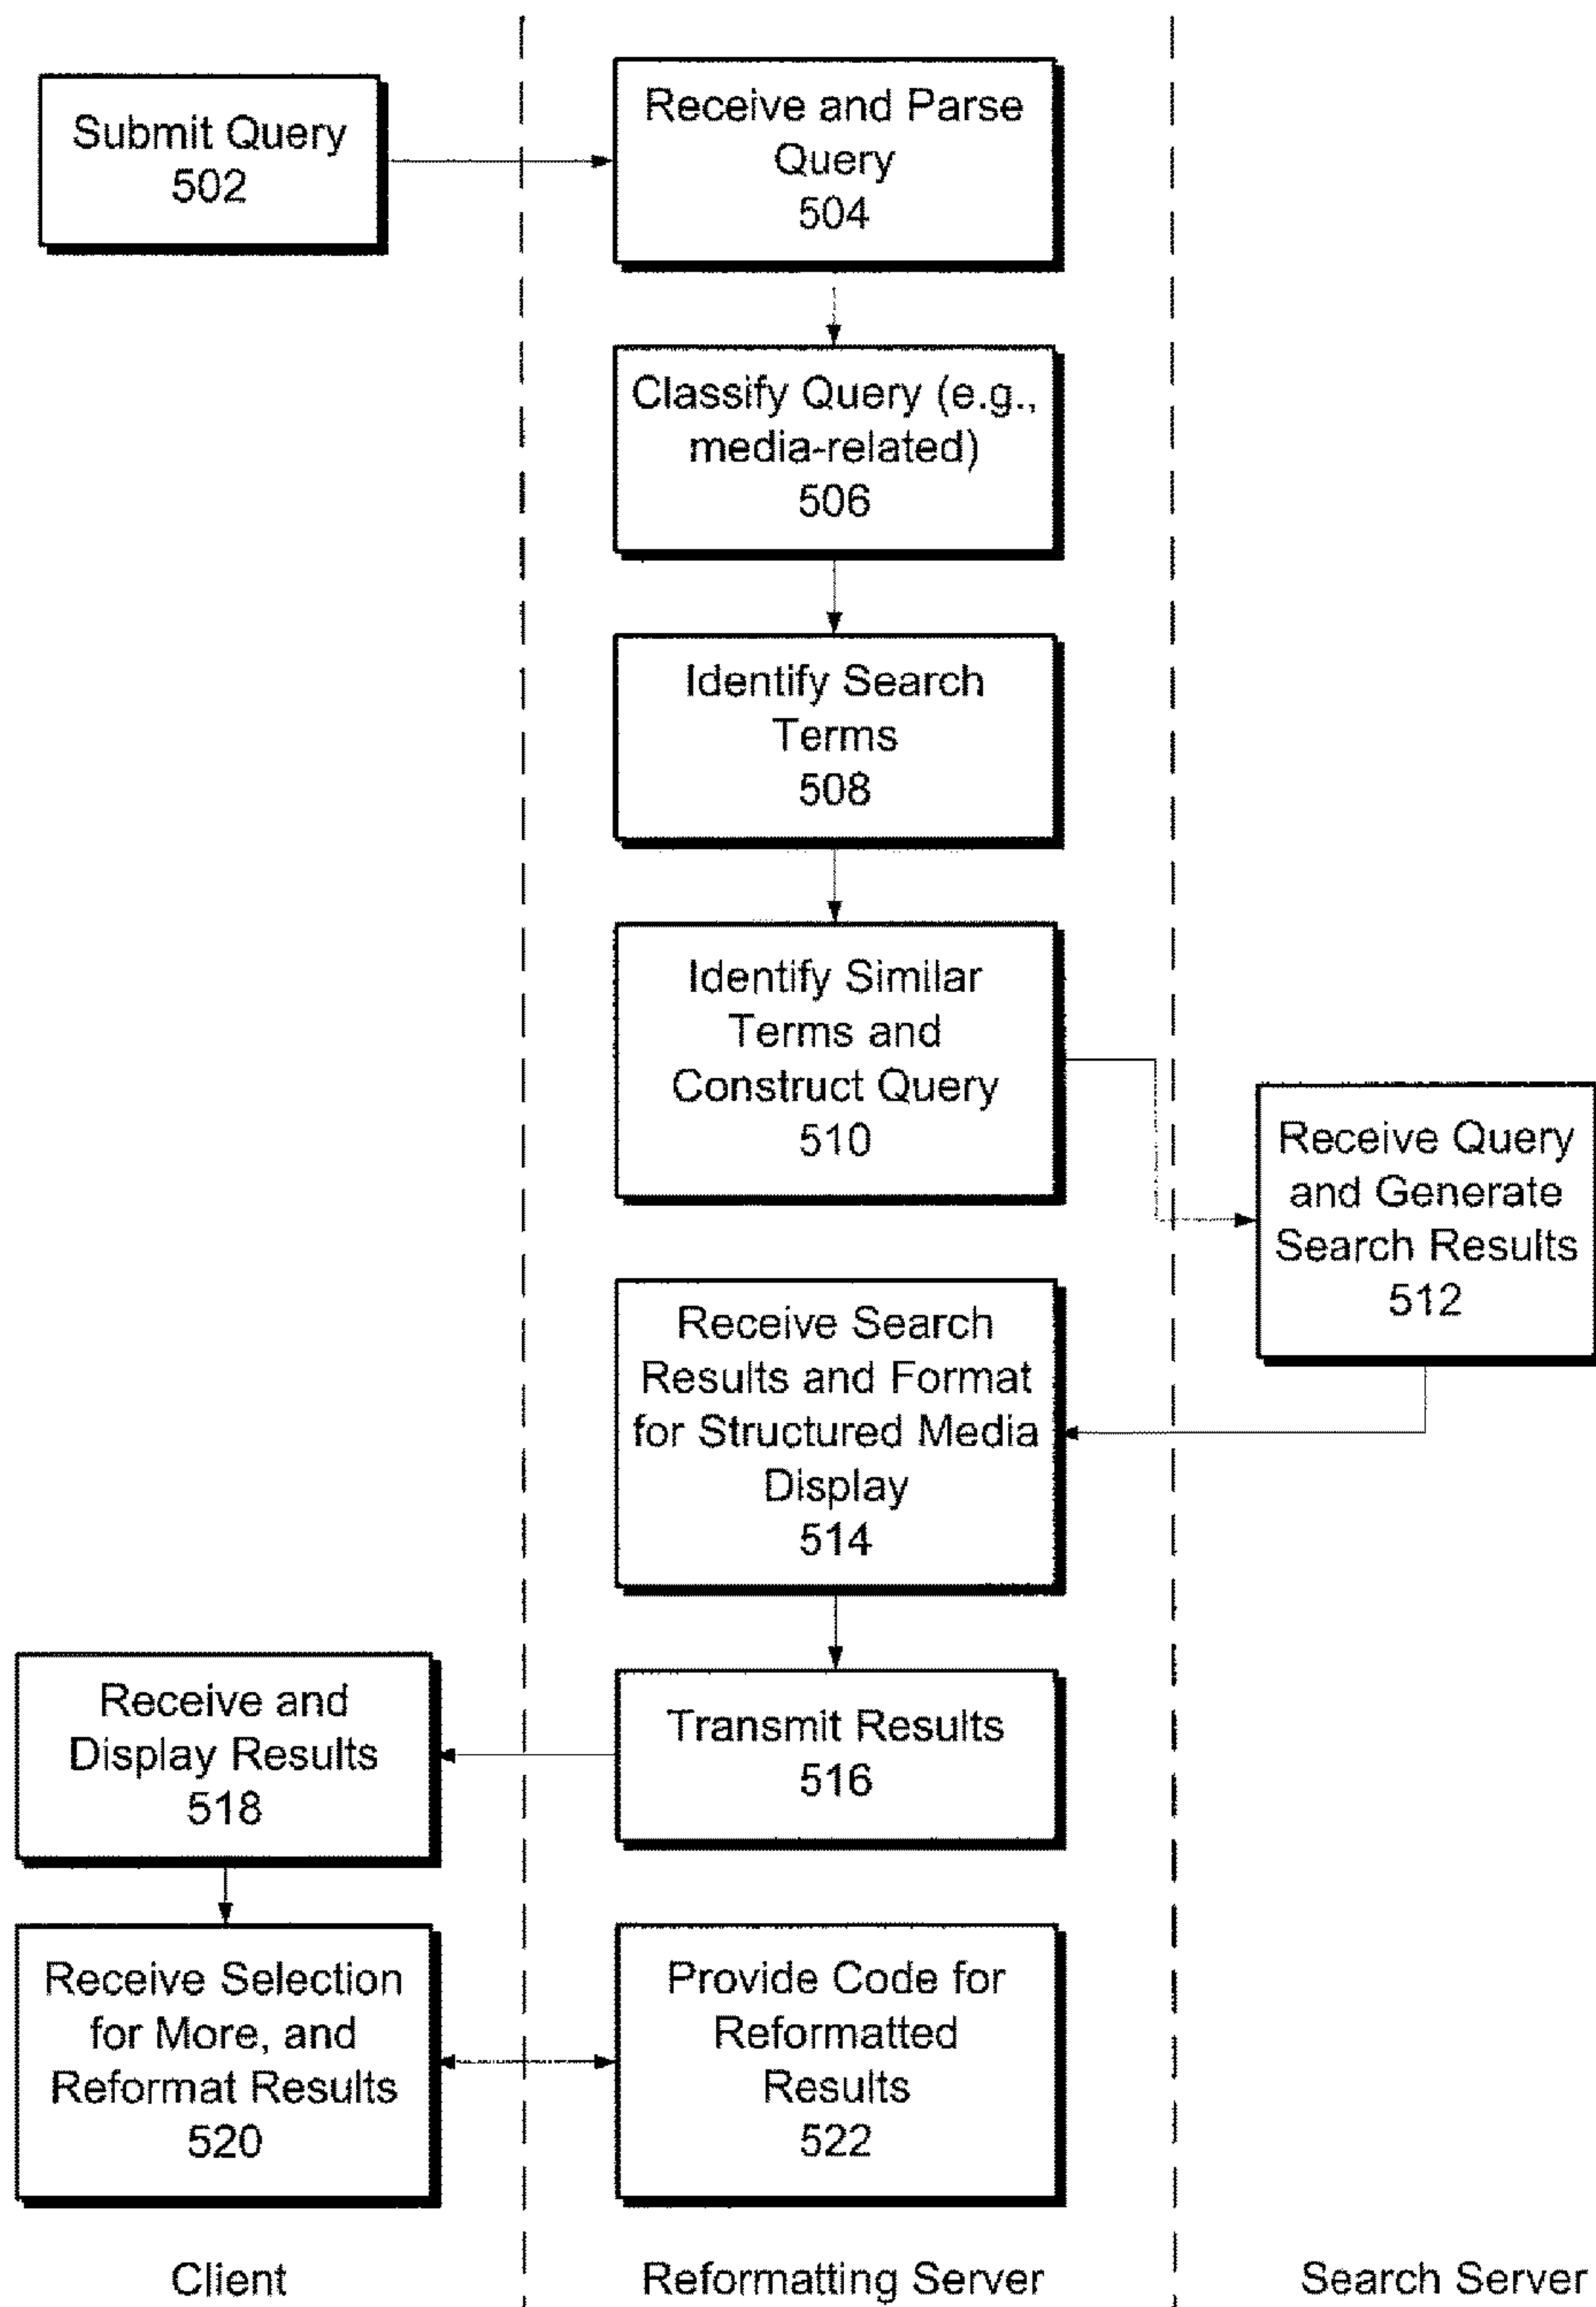 Submit Query
502
Receive and Parse
Query
504
Classify Query (e.g.,
media-related)
506
Identify Search
Terms
508
Identify Similar
Terms and
Construct Query
510
Receive Query
and Generate
Search Results
512
Receive Search
Results and Format
for Structured Media
Display
514
Transmit Results
516
Receive and
Display Results
518
Receive Selection
for More, and
Reformat Results
520
Provide Code for
Reformatted
Results
522
Client
Reformatting Server
Search Server